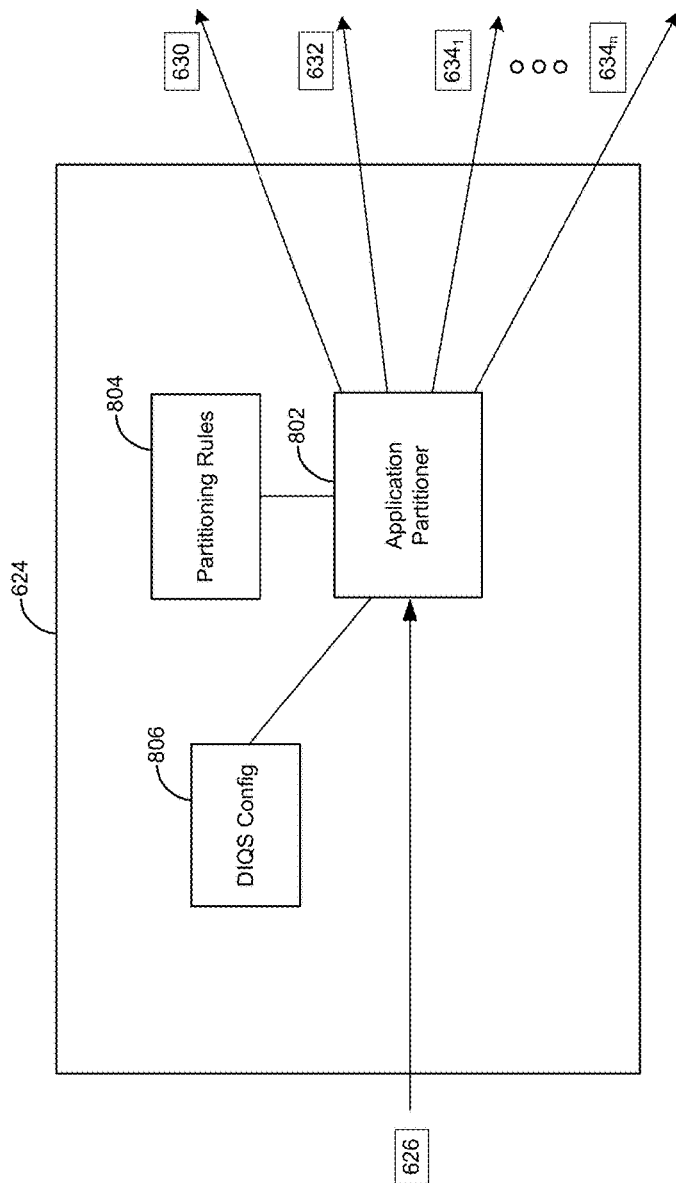 624
804
Partitioning Rules
806
DIQS Config
802
Application
Partitioner
626
630
632
634₁
634ₙ